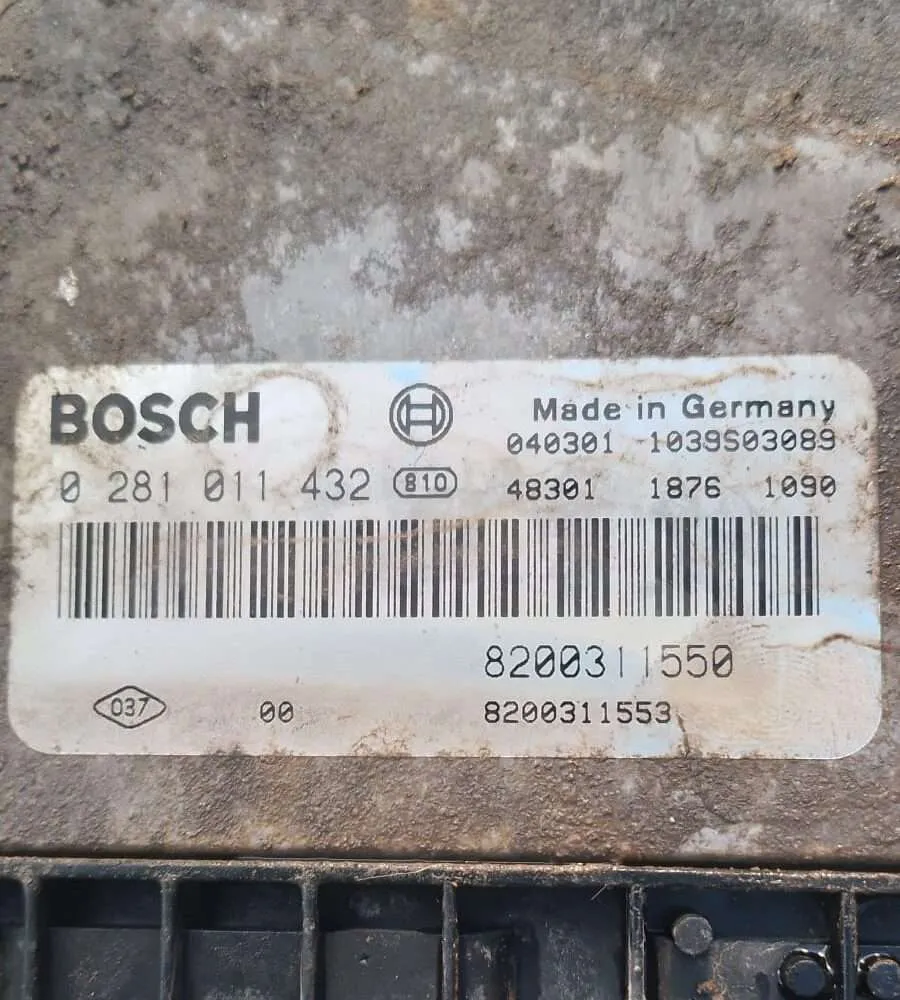 BOSCH
Made in Germany
040301 1039S03089
0 281 011 432 810 48301 1876 1090
8200311550
037 00 8200311553